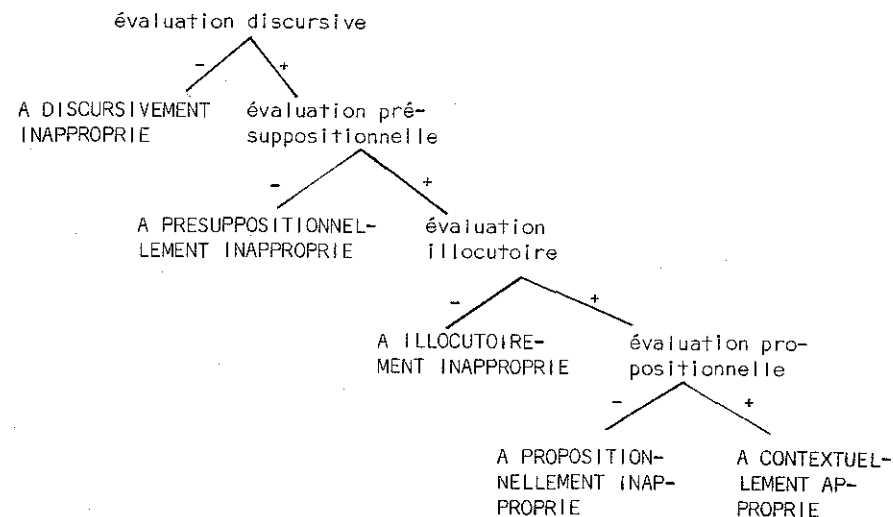 évaluation discursive
- +
A DISCURSIVEMENT
INAPPROPRIE
évaluation pré-
suppositionnelle
- +
A PRESUPPOSITIONNEL-
LEMENT INAPPROPRIE
évaluation
illocutoire
- +
A ILLOCUTOIRE-
MENT INAPPROPRIE
évaluation pro-
positionnelle
- +
A PROPOSITION-
NELLEMENT INAP-
PROPRIE
A CONTEXTUEL-
LEMENT AP-
PROPRIE